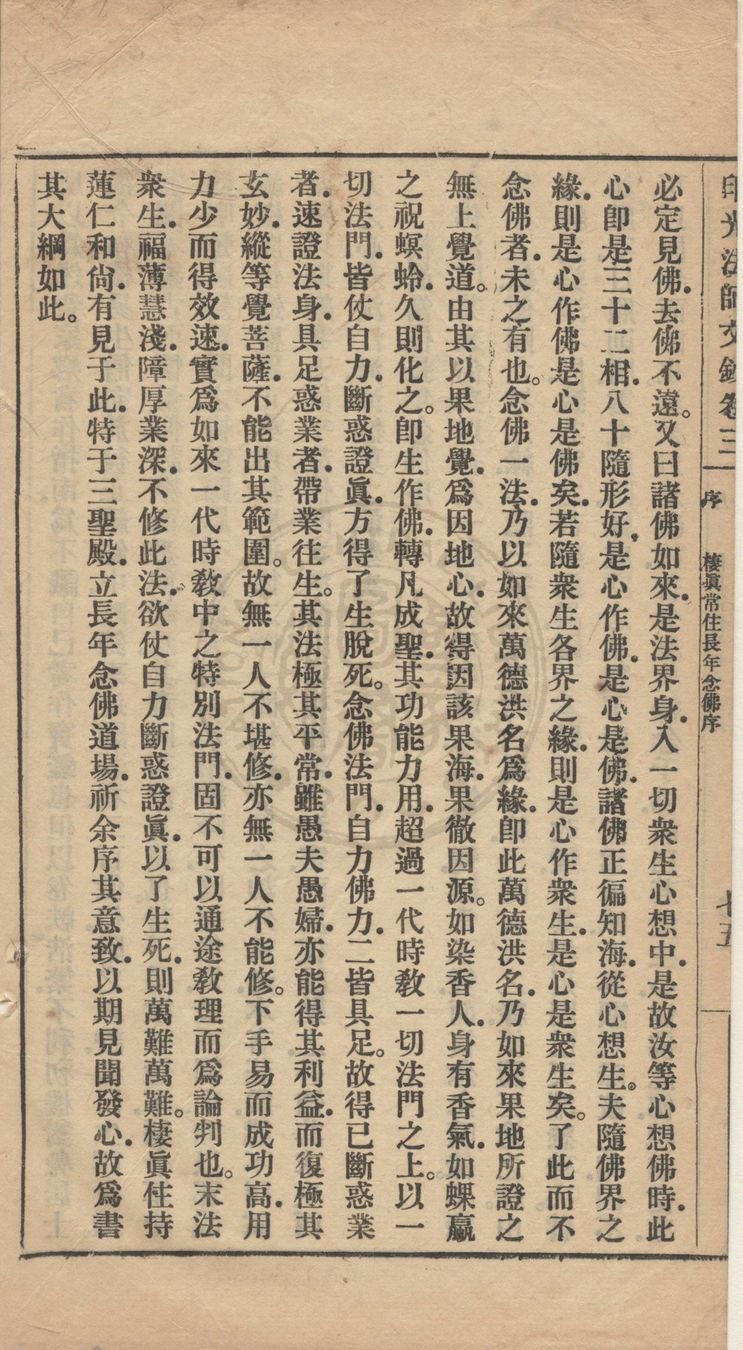 印光法師文鈔卷三 序 棲眞常住長年念佛序 七五
必定見佛．去佛不遠。又曰諸佛如來．是法界身．入一切衆生心想中．是故汝等心想佛時．此
心卽是三十二相．八十隨形好．是心作佛．是心是佛．諸佛正徧知海．從心想生。夫隨佛界之
緣．則是心作佛是心是佛矣．若隨衆生各界之緣．則是心作衆生．是心是衆生矣。了此而不
念佛者．未之有也。念佛一法．乃以如來萬德洪名爲緣．卽此萬德洪名．乃如來果地所證之
無上覺道。由其以果地覺．爲因地心．故得因該果海．果徹因源。如染香人．身有香氣．如蜾蠃
之祝螟蛉．久則化之。卽生作佛．轉凡成聖．其功能力用．超過一代時敎一切法門之上。以一
切法門．皆仗自力．斷惑證眞．方得了生脫死。念佛法門．自力佛力．二皆具足。故得已斷惑業
者．速證法身．具足惑業者．帶業往生。其法極其平常．雖愚夫愚婦．亦能得其利益．而復極其
玄妙．縱等覺菩薩．不能出其範圍。故無一人不堪修．亦無一人不能修。下手易而成功高．用
力少而得效速．實爲如來一代時敎中之特別法門．固不可以通途敎理而爲論判也。末法
衆生．福薄慧淺．障厚業深．不修此法．欲仗自力斷惑證眞．以了生死．則萬難萬難。棲眞住持
蓮仁和尙．有見于此．特于三聖殿．立長年念佛道場．祈余序其意致．以期見聞發心．故爲書
其大綱如此。